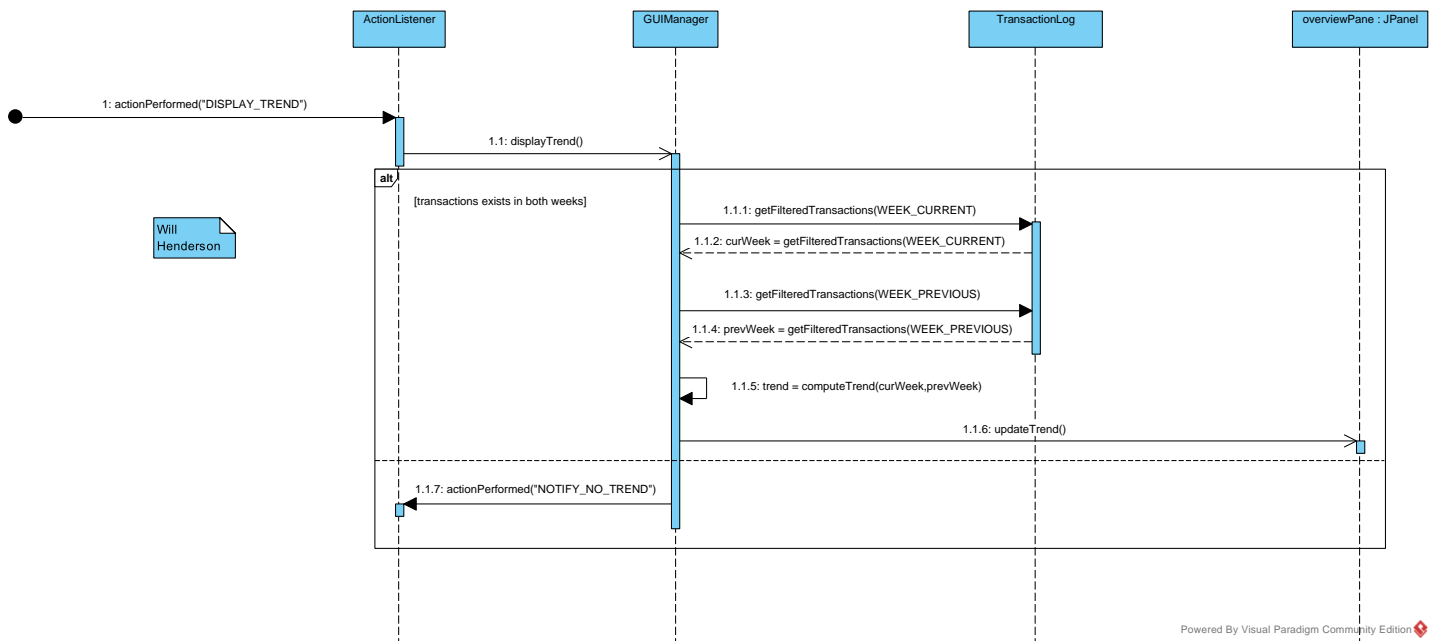 ActionListener
GUIManager
TransactionLog
overviewPane : JPanel
1: actionPerformed("DISPLAY_TREND")
1.1: displayTrend()
alt
[transactions exists in both weeks]
1.1.1: getFilteredTransactions(WEEK_CURRENT)
Will
Henderson
1.1.2: curWeek = getFilteredTransactions(WEEK_CURRENT)
1.1.3: getFilteredTransactions(WEEK_PREVIOUS)
1.1.4: prevWeek = getFilteredTransactions(WEEK_PREVIOUS)
1.1.5: trend = computeTrend(curWeek,prevWeek)
1.1.6: updateTrend()
1.1.7: actionPerformed("NOTIFY_NO_TREND")
Powered By Visual Paradigm Community Edition